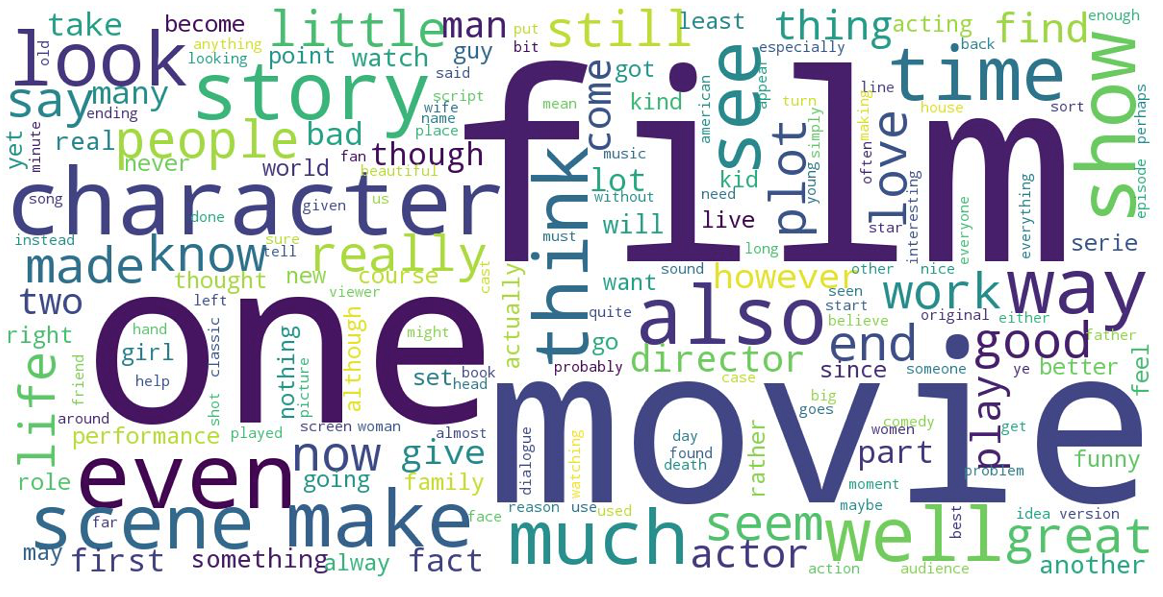 take become little man still least thing acting find enough
old look anything looking point watch guy put bit especially back
said got see time show
say many story script film come kind american appear turn line house sort perhaps
ending wife name place mean
yet minute real people bad though music plot young simply making often love
never world fan beautiful think lot kid without need
song character given us will live star interesting everyone everything episode
done must long serie
instead made know sure tell really sound however other nice way
thought new course cast want seen start work
two left viewer actually quite also believe original either
right hand one classic nothing although might go director end good father
girl picture set book probably since someone ye better feel
life friend help head case play
around shot screen woman movie big goes comedy get
performance played almost rather day women
now give dialogue watching found death part problem funny
role even going family moment
scene make face reason use used maybe best idea version
far much seem well great
may first something alway fact actor action audience another